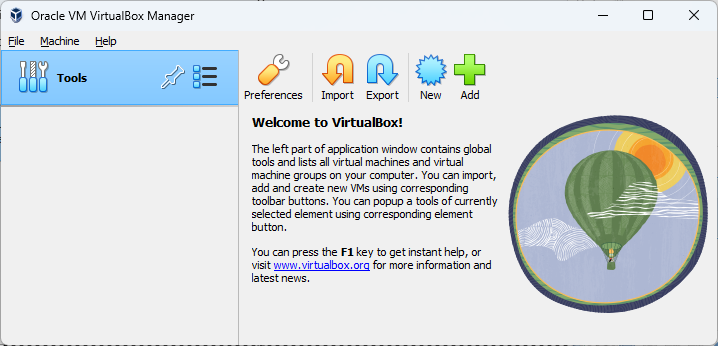 Oracle VM VirtualBox Manager
File Machine Help
Tools
Preferences Import Export New Add
Welcome to VirtualBox!
The left part of application window contains global
tools and lists all virtual machines and virtual
machine groups on your computer. You can import,
add and create new VMs using corresponding
toolbar buttons. You can popup a tools of currently
selected element using corresponding element
button.
You can press the F1 key to get instant help, or
visit www.virtualbox.org for more information and
latest news.